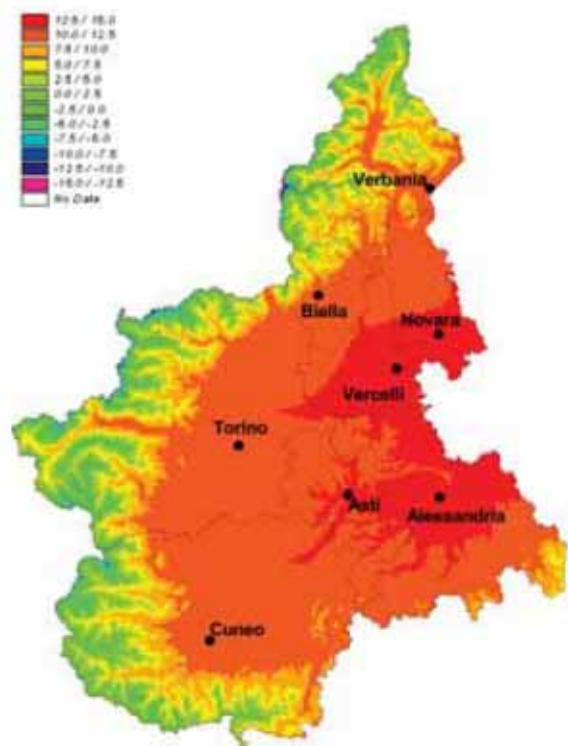 12.5 / 15.0
10.0 / 12.5
7.5 / 10.0
5.0 / 7.5
2.5 / 5.0
0.0 / 2.5
-2.5 / 0.0
-5.0 / -2.5
-7.5 / -5.0
-10.0 / -7.5
-12.5 / -10.0
-15.0 / -12.5
No Data
Verbania
Biella
Novara
Vercelli
Torino
Asti
Alessandria
Cuneo